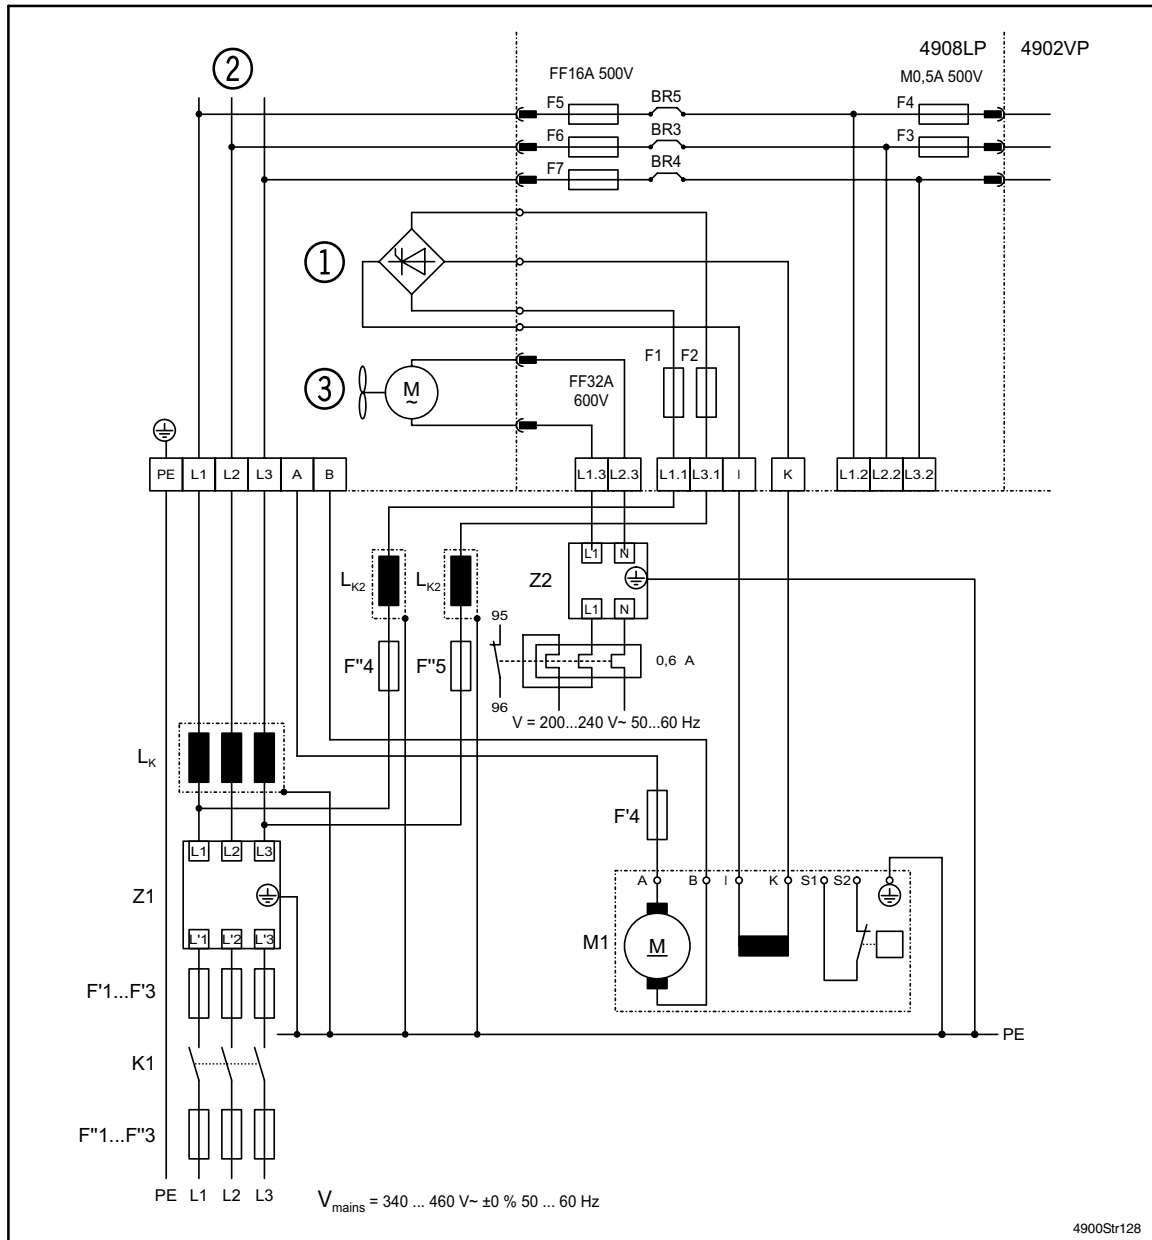 4908LP 4902VP
②
FF16A 500V M0,5A 500V
F5 BR5 F4
F6 BR3 F3
F7 BR4
①
F1 F2
③ M ~
FF32A
600V
PE L1 L2 L3 A B L1.3 L2.3 L1.1 L3.1 I K L1.2 L2.2 L3.2
L1 N
LK2 LK2 Z2
L1 N
95
F"4 F"5 0,6 A
96
V = 200...240 V~ 50...60 Hz
LK
F'4
L1 L2 L3
A B I K S1 S2
Z1
L'1 L'2 L'3
M1 M
F'1...F'3
PE
K1
F"1...F"3
PE L1 L2 L3
Vmains = 340 ... 460 V~ ±0 % 50 ... 60 Hz
4900Str128